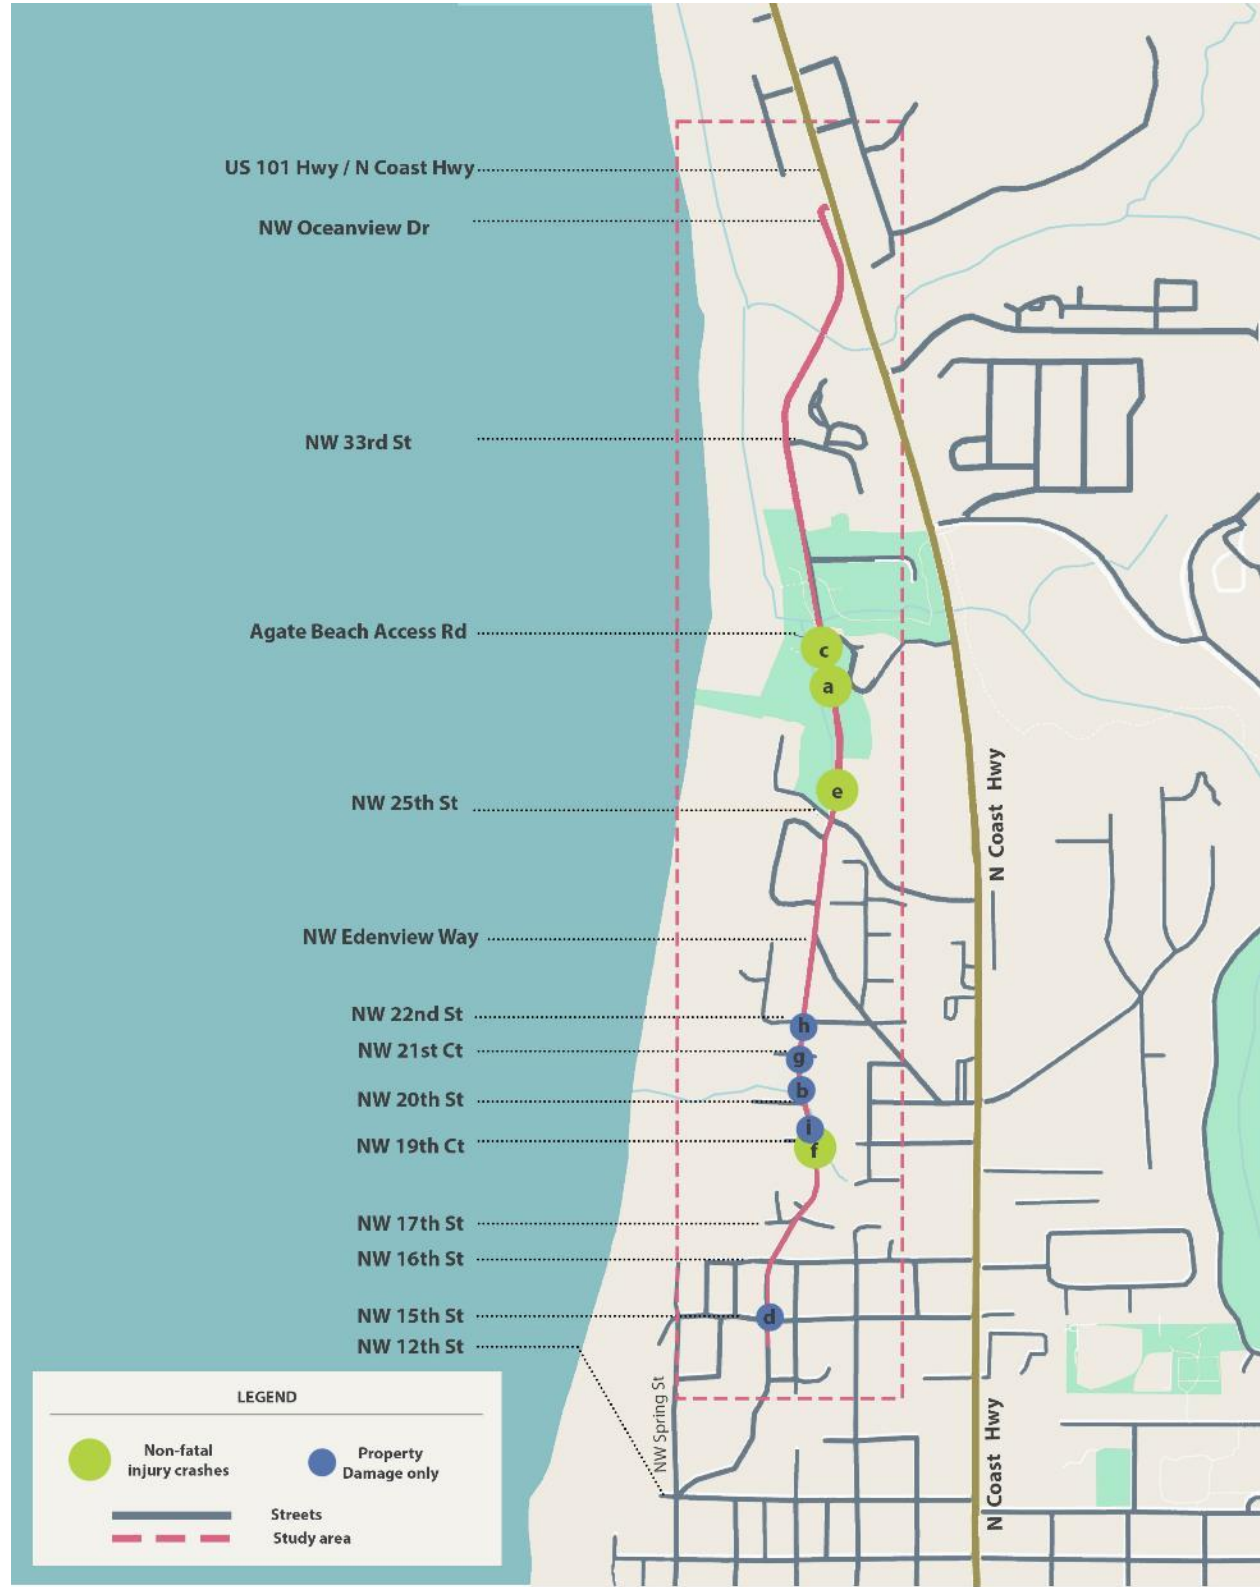 US 101 Hwy / N Coast Hwy
NW Oceanview Dr
NW 33rd St
Agate Beach Access Rd
c
a
NW 25th St
e
N Coast Hwy
NW Edenview Way
NW 22nd St
h
NW 21st Ct
g
NW 20th St
b
NW 19th Ct
i
f
NW 17th St
NW 16th St
NW 15th St
d
NW 12th St
NW Spring St
N Coast Hwy
LEGEND
Non-fatal
injury crashes
Property
Damage only
Streets
Study area